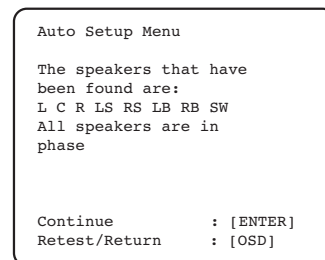 Auto Setup Menu
The speakers that have
been found are:
L C R LS RS LB RB SW
All speakers are in
phase
Continue : [ENTER]
Retest/Return : [OSD]